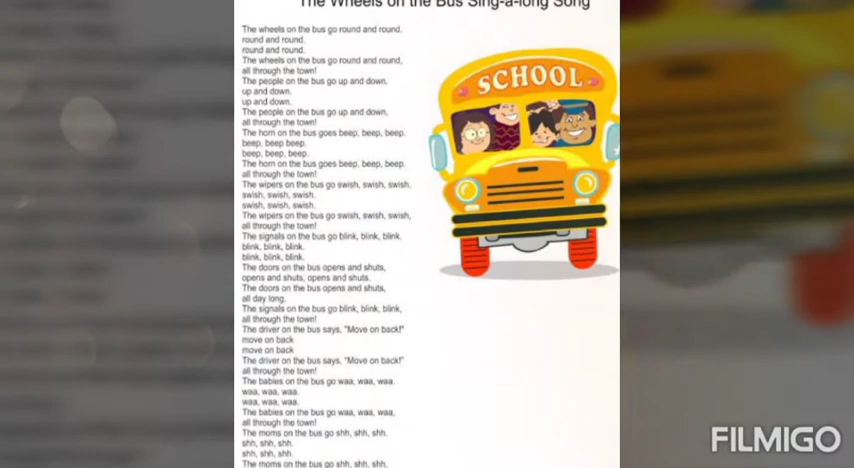 The Wheels on the Bus Sing-a-long Song
The wheels on the bus go round and round.
round and round.
round and round.
The wheels on the bus go round and round,
all through the town!
The people on the bus go up and down.
up and down.
up and down.
The people on the bus go up and down,
all through the town!
The horn on the bus goes beep, beep, beep.
beep, beep beep.
beep, beep, beep.
The horn on the bus goes beep, beep, beep.
all through the town!
The wipers on the bus go swish, swish, swish.
swish, swish, swish.
swish, swish, swish.
The wipers on the bus go swish, swish, swish,
all through the town!
The signals on the bus go blink, blink, blink.
blink, blink, blink.
blink, blink, blink.
The doors on the bus opens and shuts,
opens and shuts, opens and shuts.
The doors on the bus opens and shuts,
all day long.
The signals on the bus go blink, blink, blink,
all through the town!
The driver on the bus says, "Move on back!"
move on back
move on back
The driver on the bus says, "Move on back!"
all through the town!
The babies on the bus go waa, waa, waa.
waa, waa, waa.
waa, waa, waa.
The babies on the bus go waa, waa, waa,
all through the town!
The moms on the bus go shh, shh, shh.
shh, shh, shh.
shh, shh, shh.
The moms on the bus go shh, shh, shh.
SCHOOL
FILMIGO